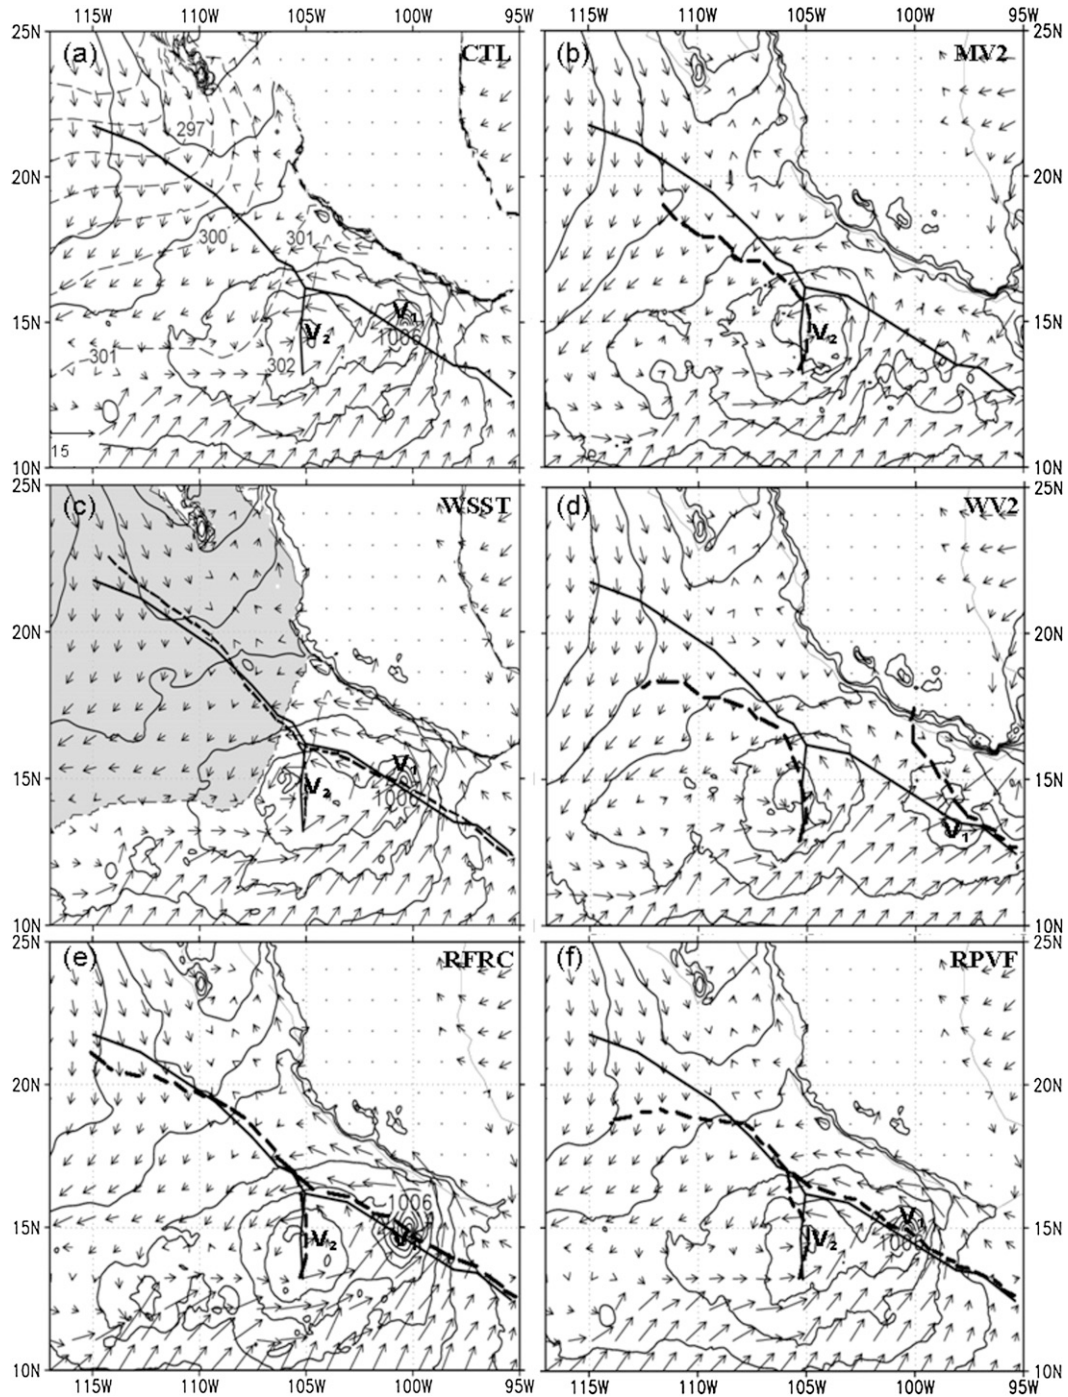 115W 110W 105W 100W 95W
115W 110W 105W 100W 95W
25N (a) CTL
(b) MV2 25N
297
20N
20N
300 301
V₁
15N V₂ 1006
V₂ 15N
301
302
15
10N
10N
25N (c) WSST
(d) WV2 25N
20N
20N
V₁
15N V₂ 1006
15N
V₁
10N
10N
25N (e) RFRC
(f) RPVF 25N
20N
20N
1006
15N V₂ V₁
V₁ 15N
V₂ 1006
10N
10N
115W 110W 105W 100W 95W
115W 110W 105W 100W 95W